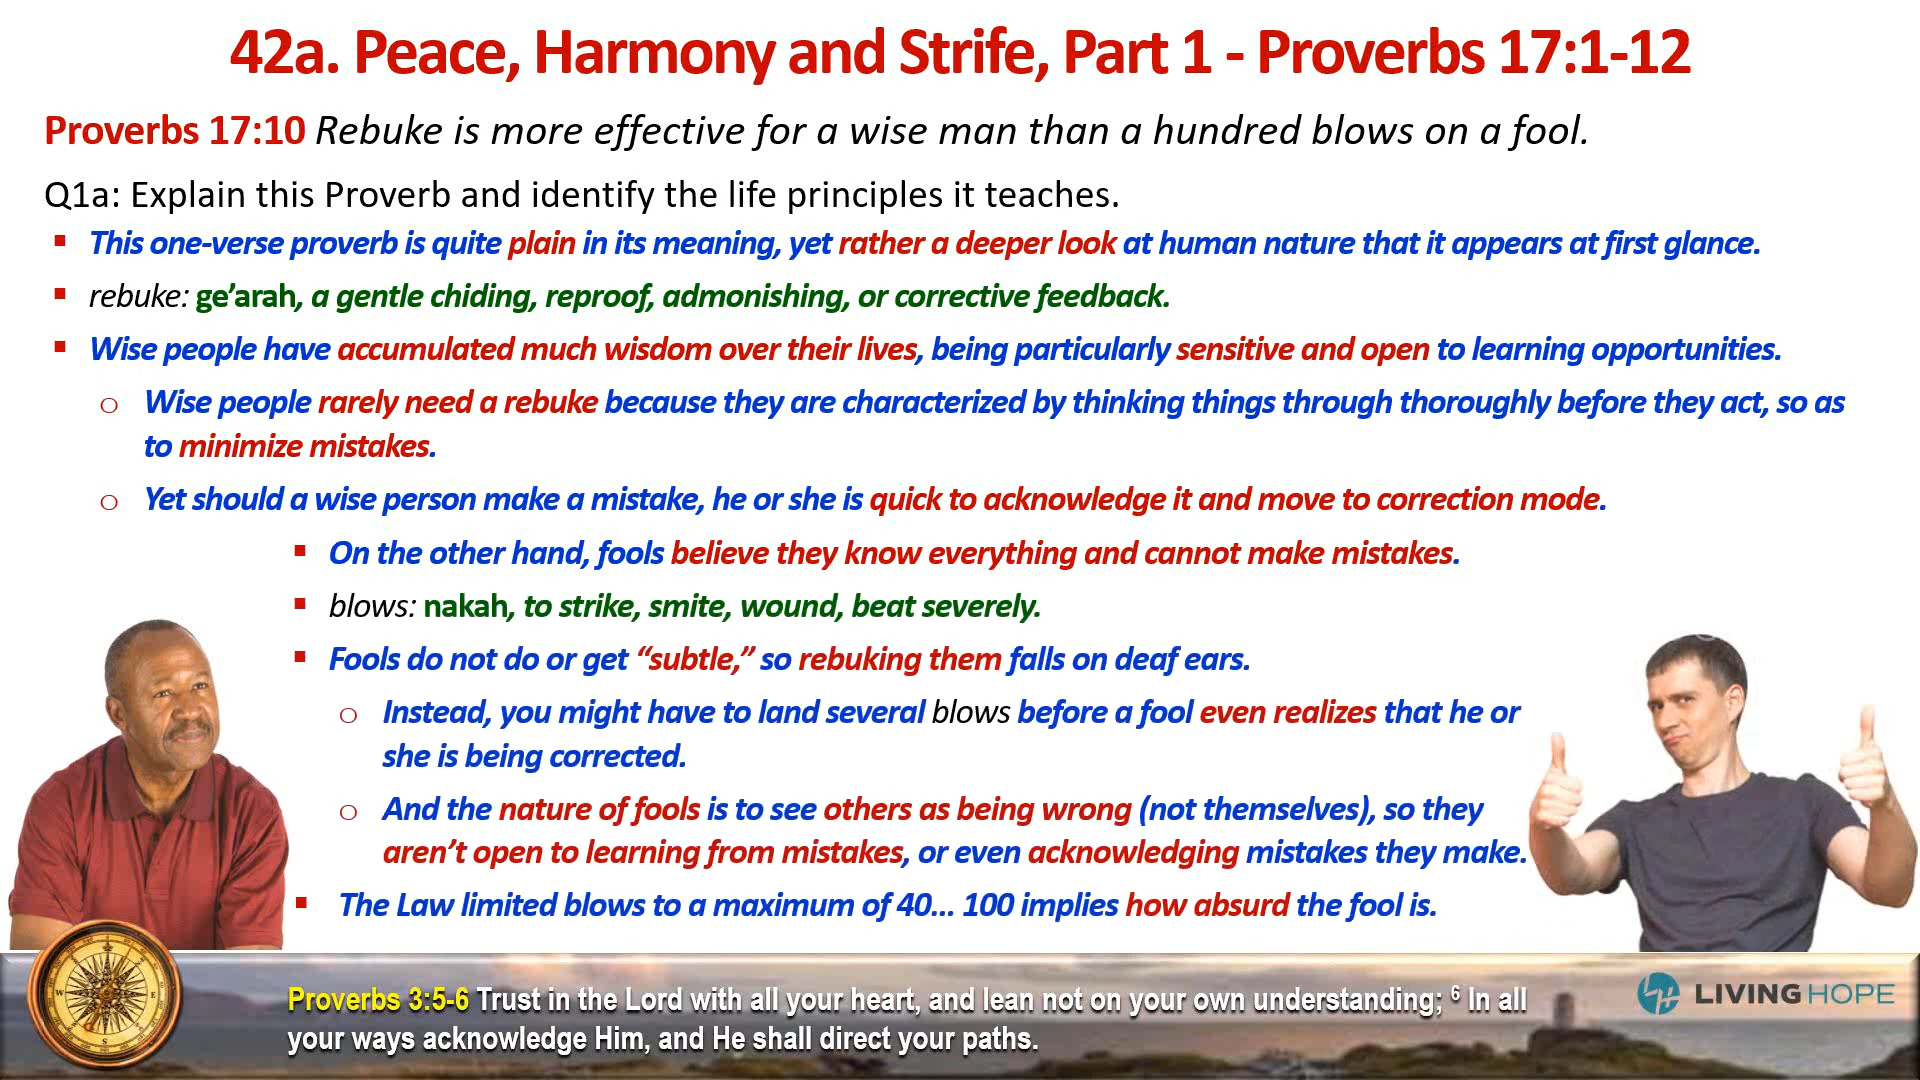 42a. Peace, Harmony and Strife, Part 1 - Proverbs 17:1-12
Proverbs 17:10 Rebuke is more effective for a wise man than a hundred blows on a fool.
Q1a: Explain this Proverb and identify the life principles it teaches.
▪ This one-verse proverb is quite plain in its meaning, yet rather a deeper look at human nature that it appears at first glance.
▪ rebuke: ge’arah, a gentle chiding, reproof, admonishing, or corrective feedback.
▪ Wise people have accumulated much wisdom over their lives, being particularly sensitive and open to learning opportunities.
o Wise people rarely need a rebuke because they are characterized by thinking things through thoroughly before they act, so as
to minimize mistakes.
o Yet should a wise person make a mistake, he or she is quick to acknowledge it and move to correction mode.
▪ On the other hand, fools believe they know everything and cannot make mistakes.
▪ blows: nakah, to strike, smite, wound, beat severely.
▪ Fools do not do or get “subtle,” so rebuking them falls on deaf ears.
o Instead, you might have to land several blows before a fool even realizes that he or
she is being corrected.
o And the nature of fools is to see others as being wrong (not themselves), so they
aren’t open to learning from mistakes, or even acknowledging mistakes they make.
▪ The Law limited blows to a maximum of 40... 100 implies how absurd the fool is.
Proverbs 3:5-6 Trust in the Lord with all your heart, and lean not on your own understanding; 6 In all
your ways acknowledge Him, and He shall direct your paths.
LH LIVING HOPE
W E S